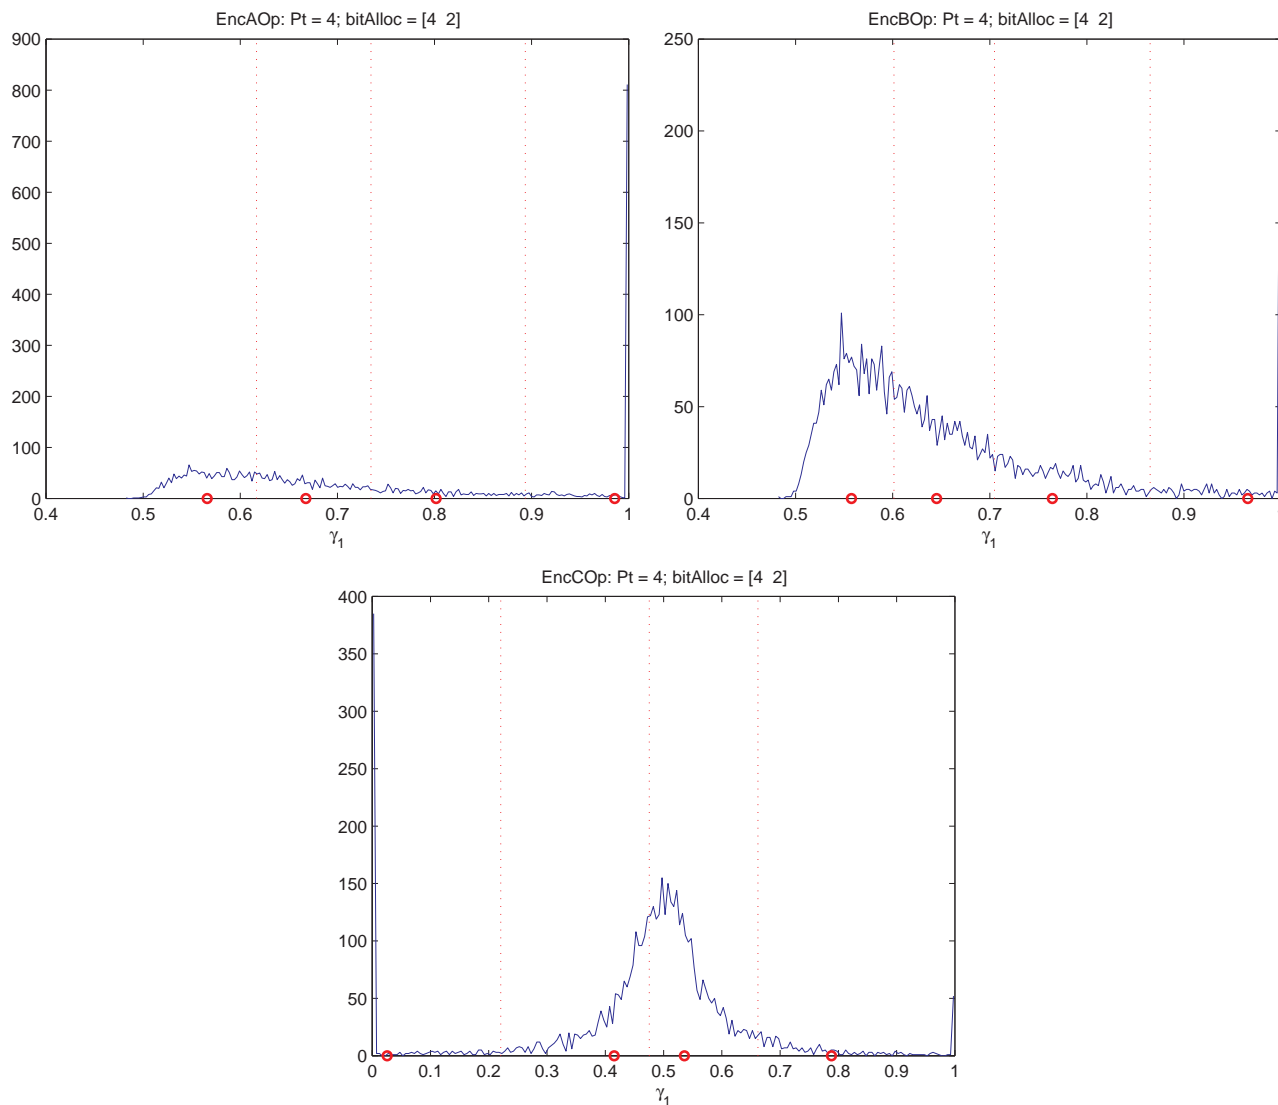 EncAOp: Pt = 4; bitAlloc = [4 2]
900
800
700
600
500
400
300
200
100
0
0.4 0.5 0.6 0.7 0.8 0.9 1
γ1
EncBOp: Pt = 4; bitAlloc = [4 2]
250
200
150
100
50
0
0.4 0.5 0.6 0.7 0.8 0.9
γ1
EncCOp: Pt = 4; bitAlloc = [4 2]
400
350
300
250
200
150
100
50
0
0 0.1 0.2 0.3 0.4 0.5 0.6 0.7 0.8 0.9 1
γ1